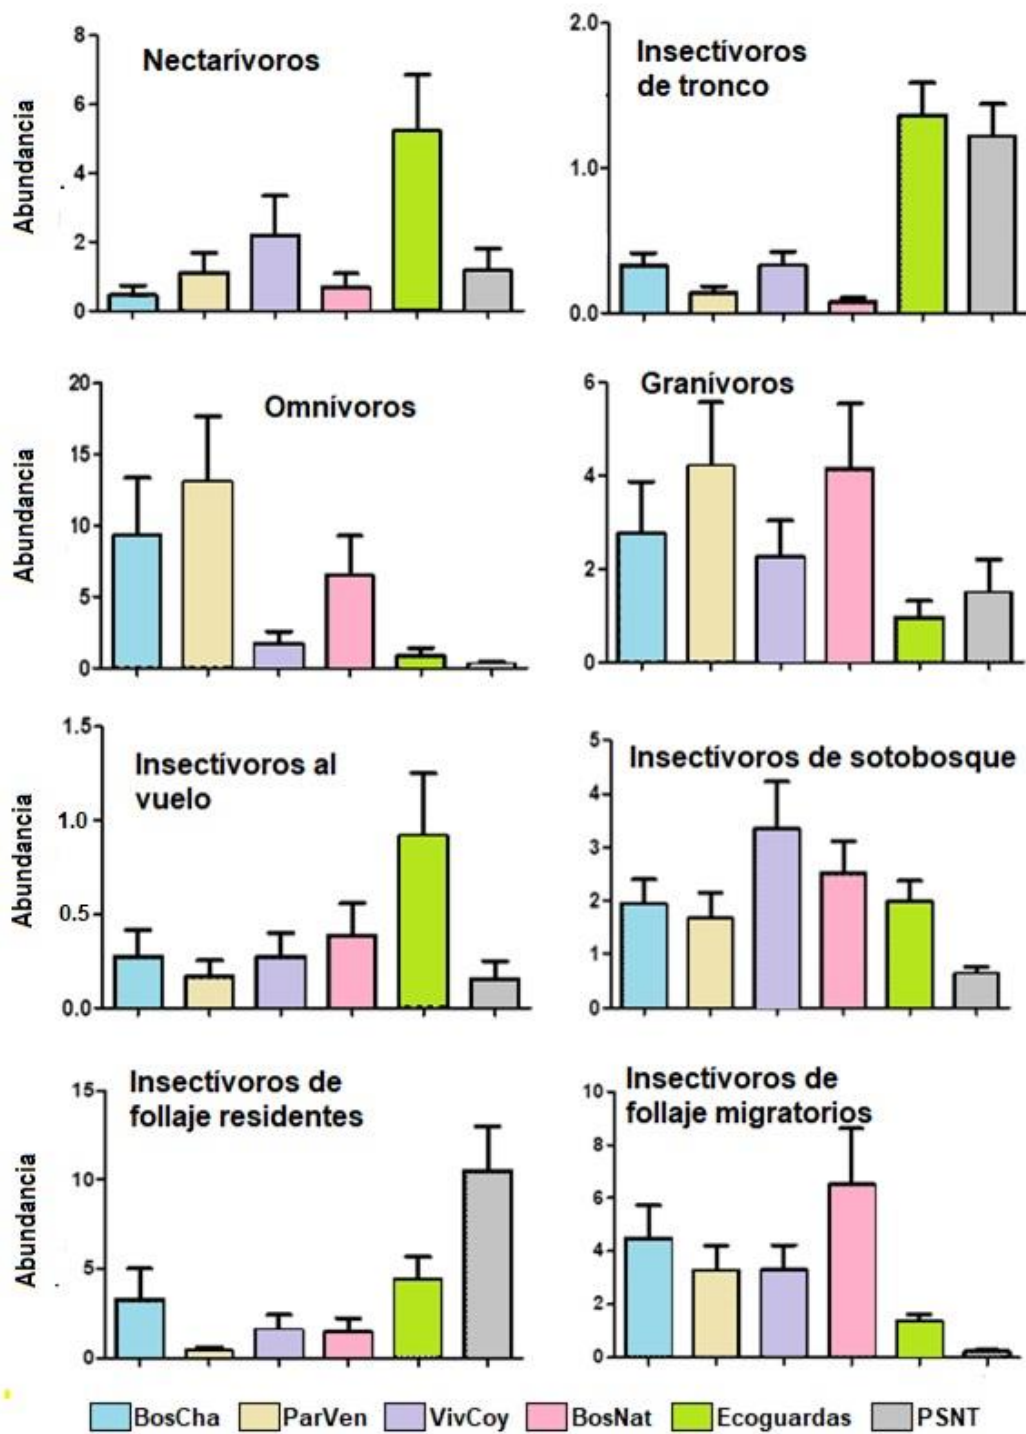 Nectarívoros
Abundancia
8
6
4
2
0
Insectívoros
de tronco
2.0
1.0
0.0
Omnívoros
Abundancia
20
15
10
5
0
Granívoros
6
4
2
0
Insectívoros al
vuelo
Abundancia
1.5
1.0
0.5
0.0
Insectívoros de sotobosque
5
4
3
2
1
0
Insectívoros de
follaje residentes
Abundancia
15
10
5
0
Insectívoros de
follaje migratorios
10
8
6
4
2
0
BosCha ParVen VivCoy BosNat Ecoguardas PSNT